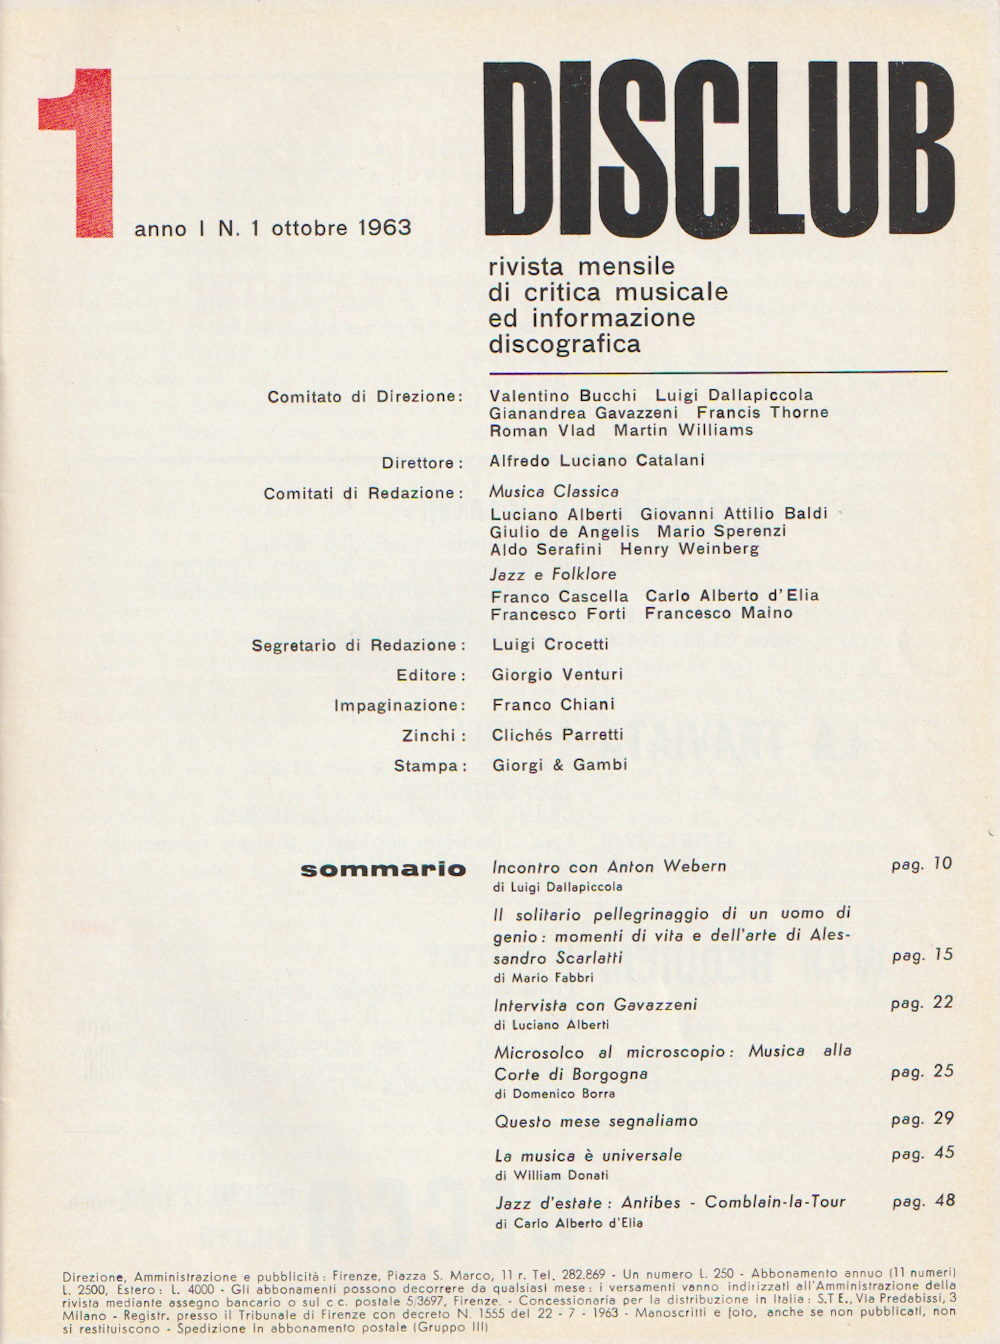 1
anno I N. 1 ottobre 1963
DISCLUB
rivista mensile
di critica musicale
ed informazione
discografica
Comitato di Direzione: Valentino Bucchi Luigi Dallapiccola
Gianandrea Gavazzeni Francis Thorne
Roman Vlad Martin Williams
Direttore: Alfredo Luciano Catalani
Comitati di Redazione: Musica Classica
Luciano Alberti Giovanni Attilio Baldi
Giulio de Angelis Mario Sperenzi
Aldo Serafini Henry Weinberg
Jazz e Folklore
Franco Cascella Carlo Alberto d'Elia
Francesco Forti Francesco Maino
Segretario di Redazione: Luigi Crocetti
Editore: Giorgio Venturi
Impaginazione: Franco Chiani
Zinchi: Clichés Parretti
Stampa: Giorgi & Gambi
sommario Incontro con Anton Webern pag. 10
di Luigi Dallapiccola
Il solitario pellegrinaggio di un uomo di
genio: momenti di vita e dell'arte di Ales-
sandro Scarlatti pag. 15
di Mario Fabbri
Intervista con Gavazzeni pag. 22
di Luciano Alberti
Microsolco al microscopio: Musica alla
Corte di Borgogna pag. 25
di Domenico Borra
Questo mese segnaliamo pag. 29
La musica è universale pag. 45
di William Donati
Jazz d'estate: Antibes - Comblain-la-Tour pag. 48
di Carlo Alberto d'Elia
Direzione, Amministrazione e pubblicità: Firenze, Piazza S. Marco, 11 r. Tel. 282.869 - Un numero L. 250 - Abbonamento annuo (11 numeri)
L. 2500, Estero: L. 4000 - Gli abbonamenti possono decorrere da qualsiasi mese: i versamenti vanno indirizzati all'Amministrazione della
rivista mediante assegno bancario o sul c c. postale 5/3697, Firenze. - Concessionaria per la distribuzione in Italia: S.T E., Via Predabissi, 3
Milano - Registr. presso il Tribunale di Firenze con decreto N. 1555 del 22 - 7 - 1963 - Manoscritti e foto, anche se non pubblicati, non
si restituiscono - Spedizione in abbonamento postale (Gruppo III)